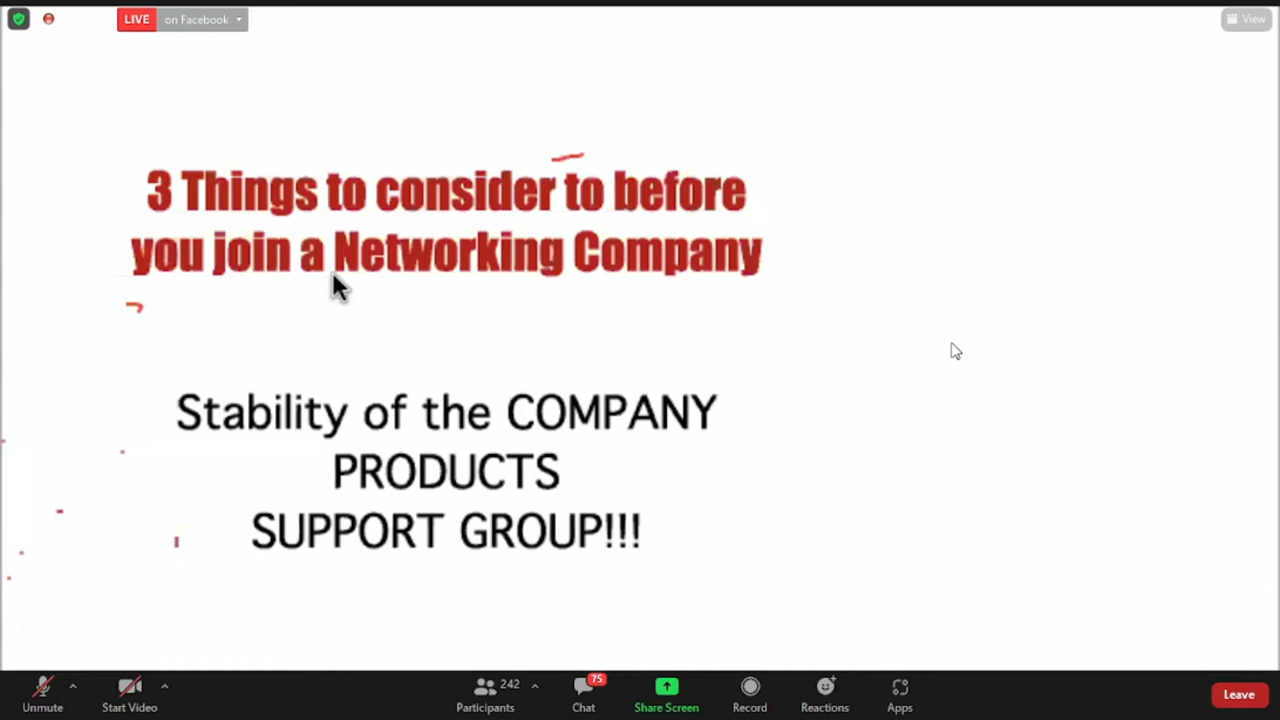 LIVE on Facebook
View
3 Things to consider to before
you join a Networking Company
Stability of the COMPANY
PRODUCTS
SUPPORT GROUP!!!
Unmute
Start Video
242
Participants
75
Chat
Share Screen
Record
Reactions
Apps
Leave